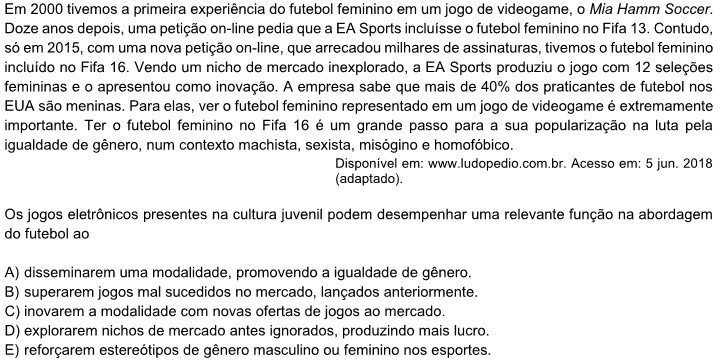 Em 2000 tivemos a primeira experiência do futebol feminino em um jogo de videogame, o Mia Hamm Soccer.
Doze anos depois, uma petição on-line pedia que a EA Sports incluísse o futebol feminino no Fifa 13. Contudo,
só em 2015, com uma nova petição on-line, que arrecadou milhares de assinaturas, tivemos o futebol feminino
incluído no Fifa 16. Vendo um nicho de mercado inexplorado, a EA Sports produziu o jogo com 12 seleções
femininas e o apresentou como inovação. A empresa sabe que mais de 40% dos praticantes de futebol nos
EUA são meninas. Para elas, ver o futebol feminino representado em um jogo de videogame é extremamente
importante. Ter o futebol feminino no Fifa 16 é um grande passo para a sua popularização na luta pela
igualdade de gênero, num contexto machista, sexista, misógino e homofóbico.
Disponível em: www.ludopedio.com.br. Acesso em: 5 jun. 2018
(adaptado).
Os jogos eletrônicos presentes na cultura juvenil podem desempenhar uma relevante função na abordagem
do futebol ao
A) disseminarem uma modalidade, promovendo a igualdade de gênero.
B) superarem jogos mal sucedidos no mercado, lançados anteriormente.
C) inovarem a modalidade com novas ofertas de jogos ao mercado.
D) explorarem nichos de mercado antes ignorados, produzindo mais lucro.
E) reforçarem estereótipos de gênero masculino ou feminino nos esportes.